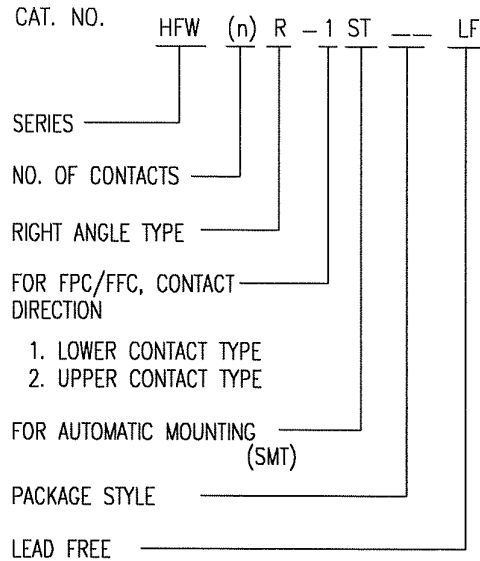 CAT. NO.
HFW (n) R - 1 ST __ LF
SERIES
NO. OF CONTACTS
RIGHT ANGLE TYPE
FOR FPC/FFC, CONTACT
DIRECTION
1. LOWER CONTACT TYPE
2. UPPER CONTACT TYPE
FOR AUTOMATIC MOUNTING
(SMT)
PACKAGE STYLE
LEAD FREE